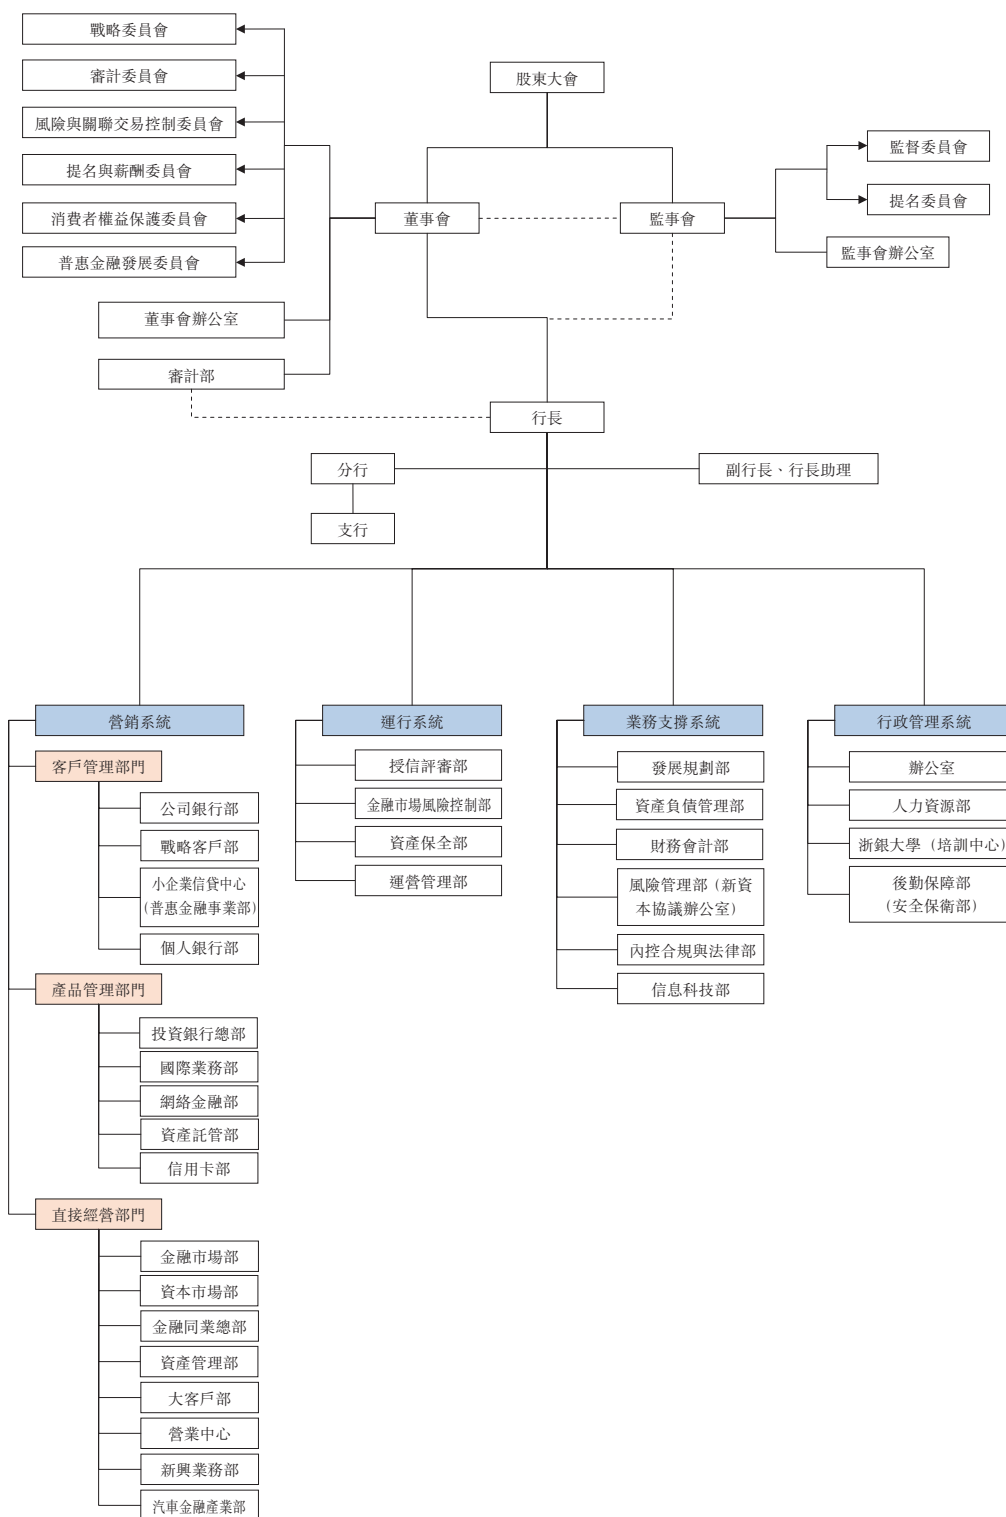 戰略委員會
審計委員會
風險與關聯交易控制委員會
提名與薪酬委員會
消費者權益保護委員會
普惠金融發展委員會
董事會辦公室
審計部
股東大會
董事會
監事會
監督委員會
提名委員會
監事會辦公室
行長
分行
支行
副行長、行長助理
營銷系統
客戶管理部門
公司銀行部
戰略客戶部
小企業信貸中心
(普惠金融事業部)
個人銀行部
產品管理部門
投資銀行總部
國際業務部
網絡金融部
資產託管部
信用卡部
直接經營部門
金融市場部
資本市場部
金融同業總部
資產管理部
大客戶部
營業中心
新興業務部
汽車金融產業部
運行系統
授信評審部
金融市場風險控制部
資產保全部
運營管理部
業務支撐系統
發展規劃部
資產負債管理部
財務會計部
風險管理部(新資
本協議辦公室)
內控合規與法律部
信息科技部
行政管理系統
辦公室
人力資源部
浙銀大學(培訓中心)
後勤保障部
(安全保衛部)